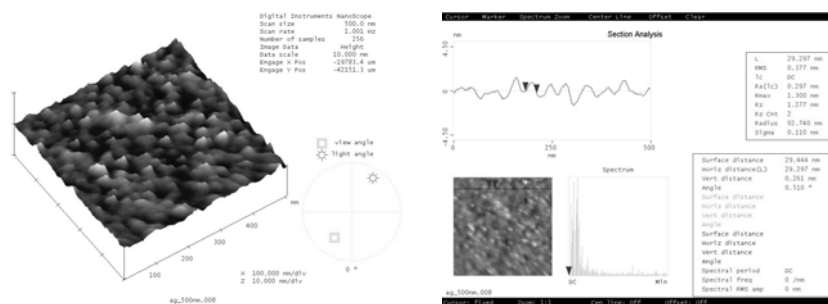 Digital Instruments NanoScope
Scan size 500.0 nm
Scan rate 1.001 Hz
Number of samples 256
Image Data Height
Data scale 10.000 nm
Engage X Pos -19783.4 um
Engage Y Pos -42151.3 um
view angle
light angle
nm
100
200
300
400
X 100.000 nm/div
Z 10.000 nm/div
0 °
ag_500nm.008
Cursor Marker Spectrum Zoom Center Line Offset Clear
Section Analysis
nm
4.50
0
-4.50
0
250
500
nm
L 29.297 nm
RMS 0.377 nm
lc DC
Ra(lc) 0.297 nm
Rmax 1.300 nm
Rz 1.277 nm
Rz Cnt 2
Radius 92.740 nm
Sigma 0.110 nm
Spectrum
DC
Min
Surface distance 29.444 nm
Horiz distance(L) 29.297 nm
Vert distance 0.261 nm
Angle 0.510 °
Surface distance
Horiz distance
Vert distance
Angle
Surface distance
Horiz distance
Vert distance
Angle
Spectral period DC
Spectral freq 0 /nm
Spectral RMS amp 0 nm
ag_500nm.008
Cursor: fixed Zoom: 1:1 Cen line: Off Offset: Off